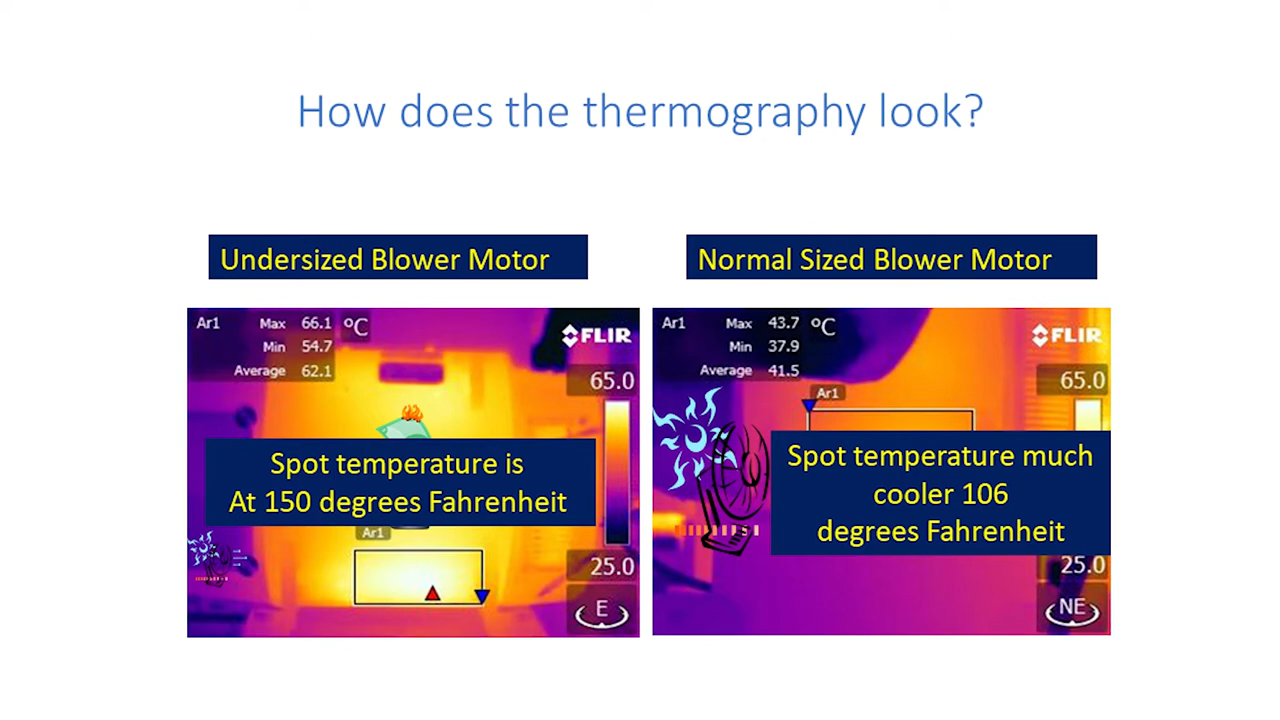 How does the thermography look?
Undersized Blower Motor
Normal Sized Blower Motor
Ar1 Max 66.1 °C
Min 54.7
Average 62.1
FLIR
65.0
Spot temperature is
At 150 degrees Fahrenheit
Ar1
25.0
E
Ar1 Max 43.7 °C
Min 37.9
Average 41.5
FLIR
65.0
Ar1
Spot temperature much
cooler 106
degrees Fahrenheit
25.0
NE